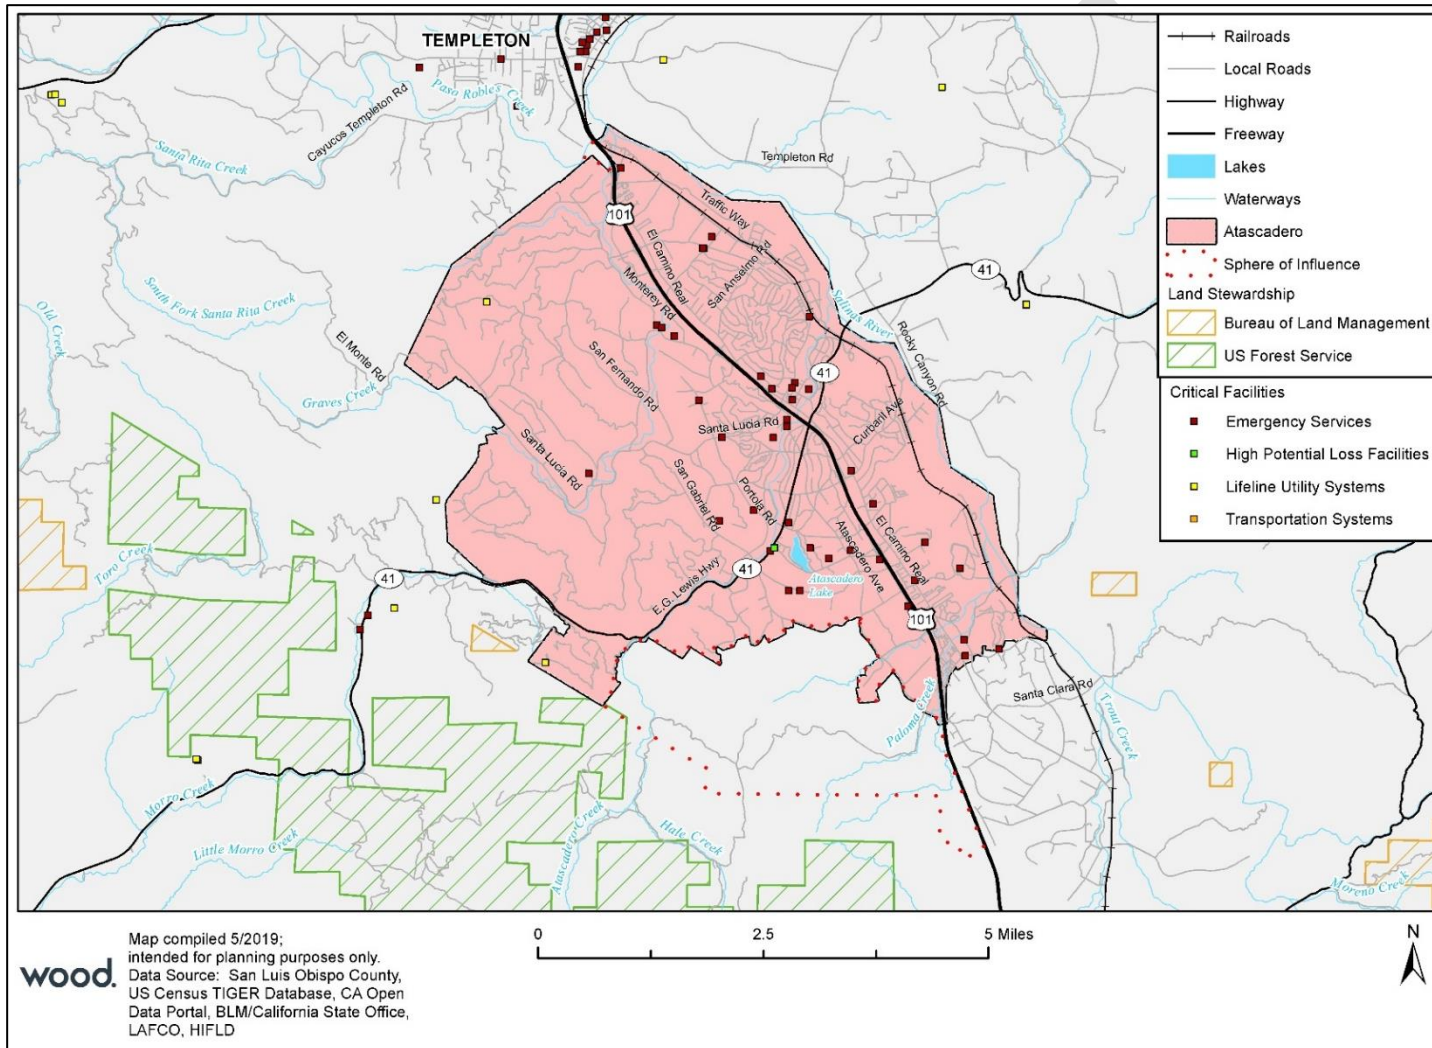 TEMPLETON
Paso Robles Creek
Cayucos Templeton Rd
Santa Rita Creek
Templeton Rd
Traffic Way
101
El Camino Real
San Anselmo Rd
Monterey Rd
41
Salinas River
Rocky Canyon Rd
South Fork Santa Rita Creek
Old Creek
El Monte Rd
Graves Creek
San Fernando Rd
41
Curbaril Ave
Santa Lucia Rd
Santa Lucia Rd
San Gabriel Rd
Portola Rd
Atascadero Ave
El Camino Real
Toro Creek
41
41
E.G. Lewis Hwy
Atascadero
Lake
101
Santa Clara Rd
Paloma Creek
Trout Creek
Morro Creek
Little Morro Creek
Atascadero Creek
Hale Creek
Moreno Creek
Railroads
Local Roads
Highway
Freeway
Lakes
Waterways
Atascadero
Sphere of Influence
Land Stewardship
Bureau of Land Management
US Forest Service
Critical Facilities
Emergency Services
High Potential Loss Facilities
Lifeline Utility Systems
Transportation Systems
wood.
Map compiled 5/2019;
intended for planning purposes only.
Data Source: San Luis Obispo County,
US Census TIGER Database, CA Open
Data Portal, BLM/California State Office,
LAFCO, HIFLD
0 2.5 5 Miles
N